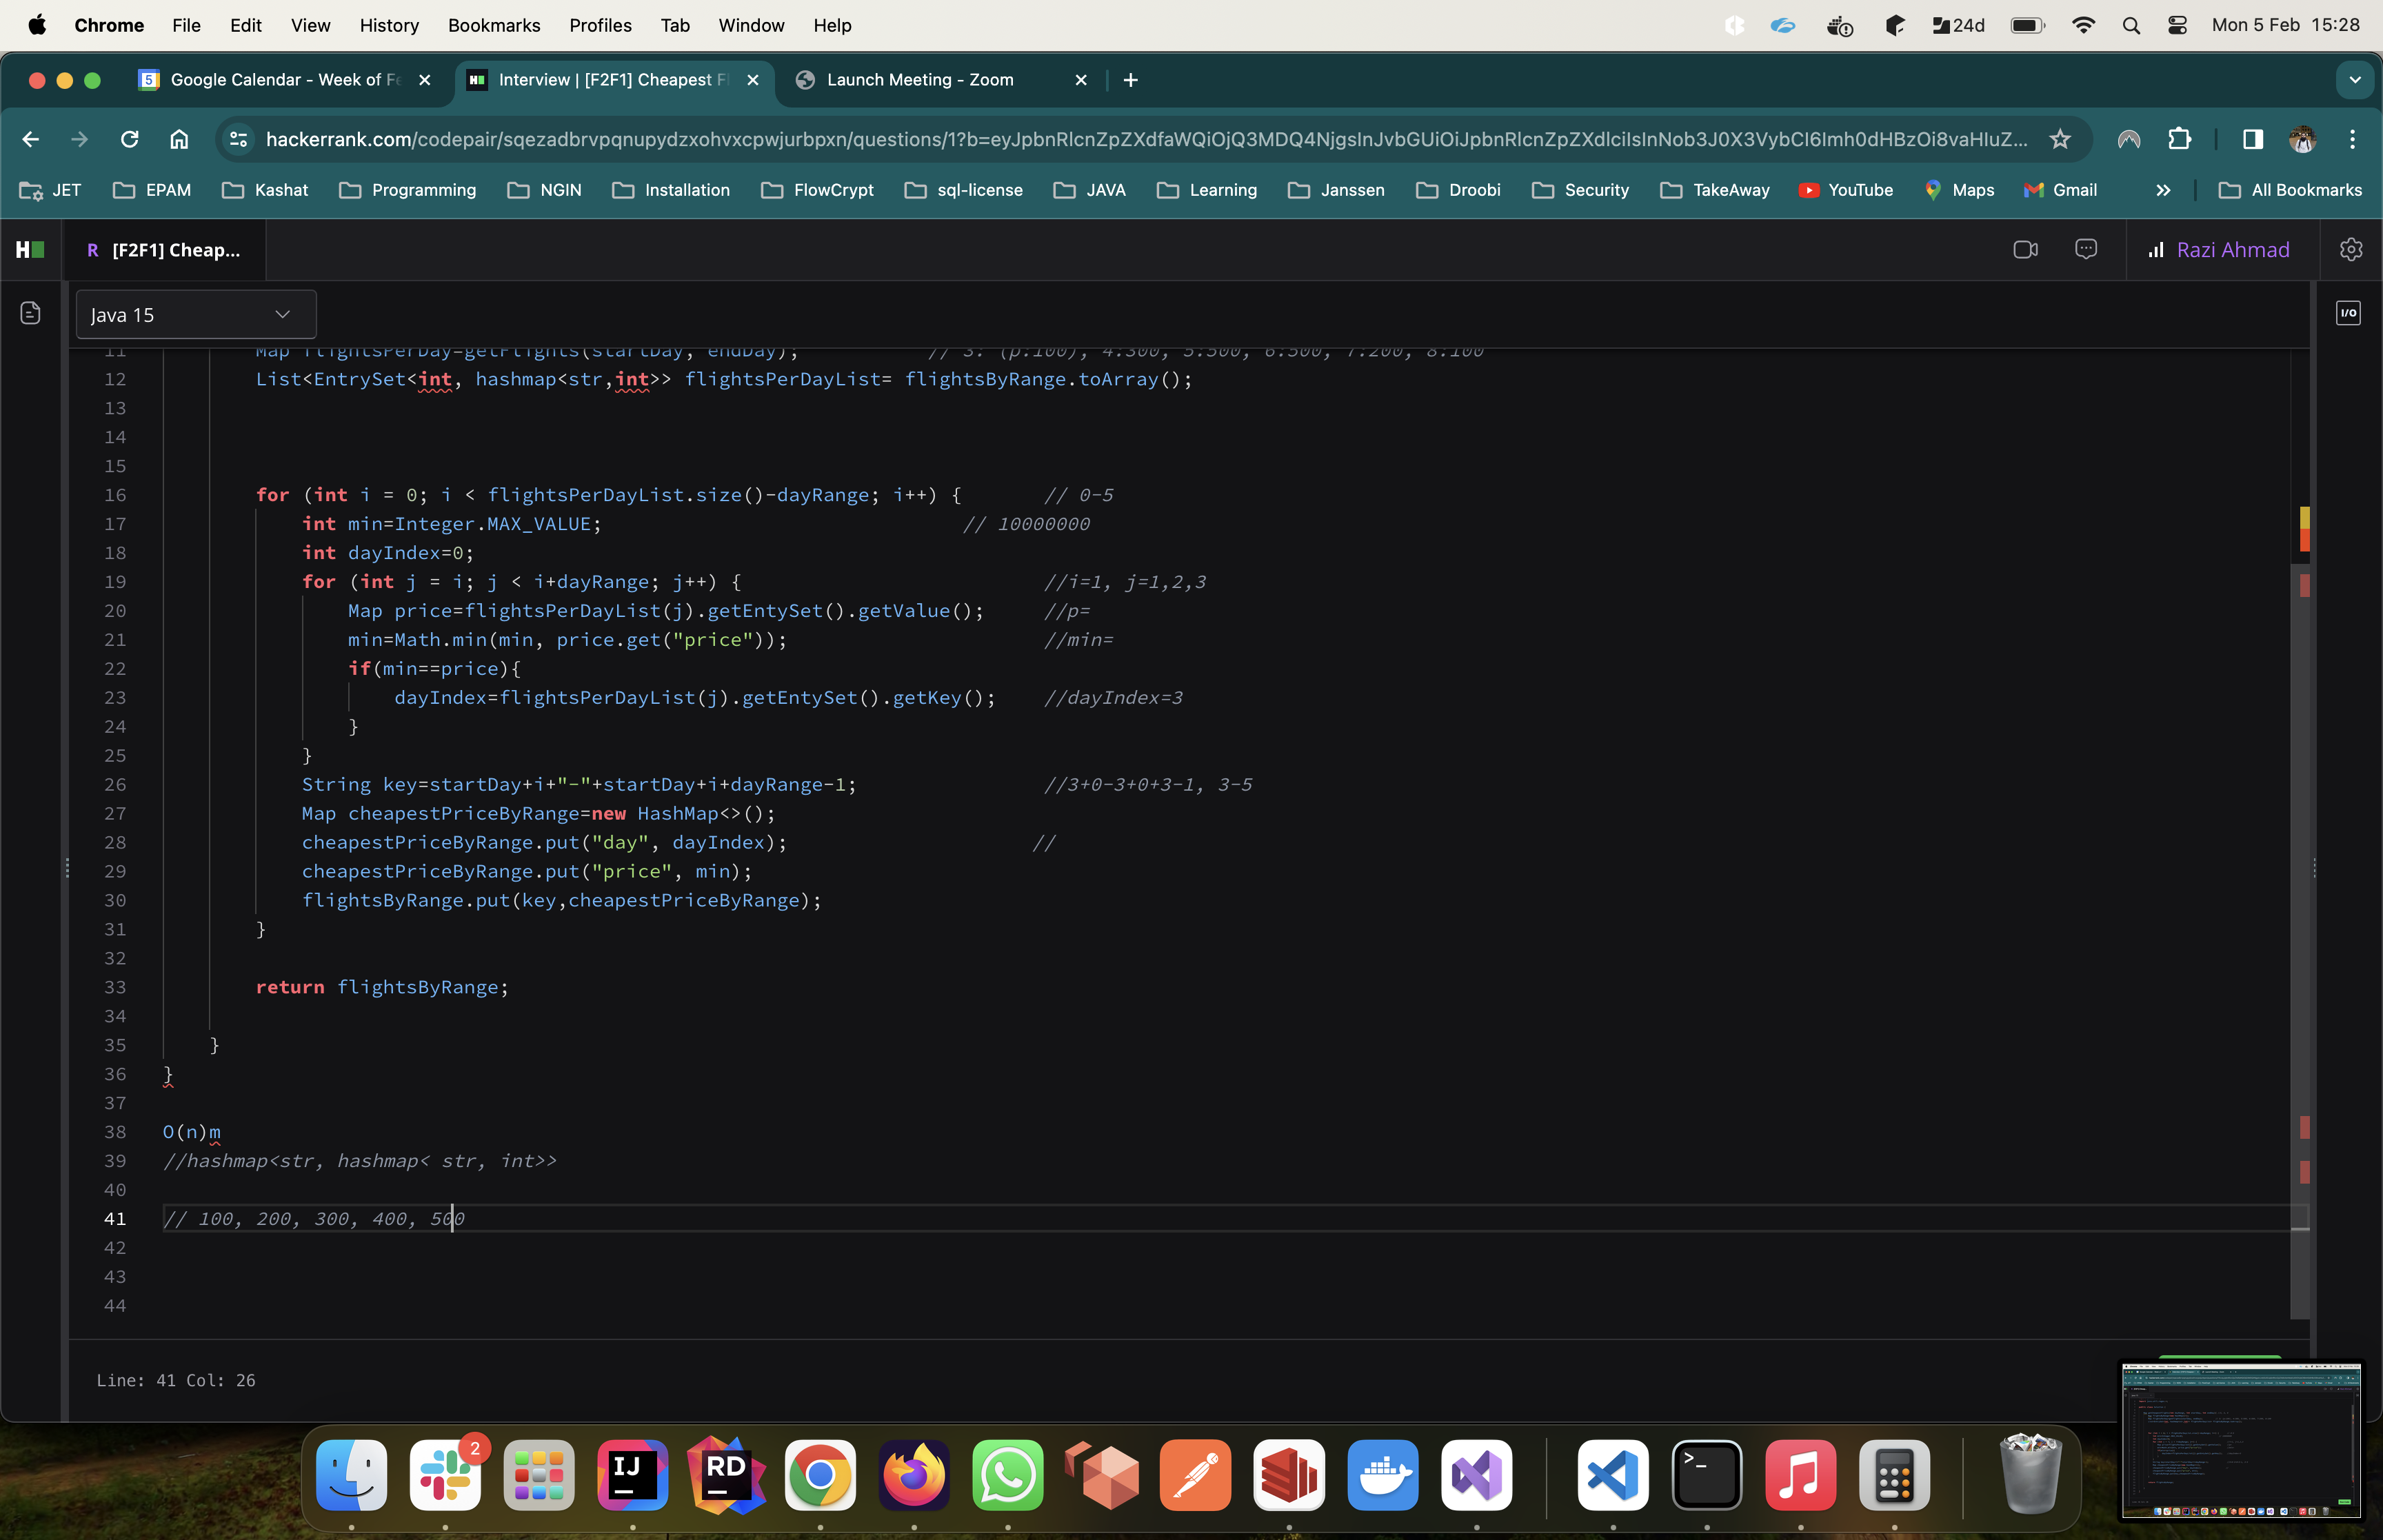 Chrome File Edit View History Bookmarks Profiles Tab Window Help 24d Mon 5 Feb 15:28
5 Google Calendar - Week of Fe Interview | [F2F1] Cheapest Fl Launch Meeting - Zoom
hackerrank.com/codepair/sqezadbrvpqnupydzxohvxcpwjurbpxn/questions/1?b=eyJpbnRlcnZpZXdfaWQiOjQ3MDQ4NjgsInJvbGUiOiJpbnRlcnZpZXdlciIsInNob3J0X3VybCI6Imh0dHBzOi8vaHIuZ...
JET EPAM Kashat Programming NGIN Installation FlowCrypt sql-license JAVA Learning Janssen Droobi Security TakeAway YouTube Maps Gmail All Bookmarks
H R [F2F1] Cheap... Razi Ahmad
Java 15 I/O
11 Map flightsPerDay=getFlights(startDay, endDay); // 3: (p:100), 4:300, 5:500, 6:500, 7:200, 8:100
12 List<EntrySet<int, hashmap<str,int>> flightsPerDayList= flightsByRange.toArray();
13
14
15
16 for (int i = 0; i < flightsPerDayList.size()-dayRange; i++) { // 0-5
17 int min=Integer.MAX_VALUE; // 10000000
18 int dayIndex=0;
19 for (int j = i; j < i+dayRange; j++) { //i=1, j=1,2,3
20 Map price=flightsPerDayList(j).getEntySet().getValue(); //p=
21 min=Math.min(min, price.get("price")); //min=
22 if(min==price){
23 dayIndex=flightsPerDayList(j).getEntySet().getKey(); //dayIndex=3
24 }
25 }
26 String key=startDay+i+"-"+startDay+i+dayRange-1; //3+0-3+0+3-1, 3-5
27 Map cheapestPriceByRange=new HashMap<>();
28 cheapestPriceByRange.put("day", dayIndex); //
29 cheapestPriceByRange.put("price", min);
30 flightsByRange.put(key,cheapestPriceByRange);
31 }
32
33 return flightsByRange;
34
35 }
36 }
37
38 O(n)m
39 //hashmap<str, hashmap< str, int>>
40
41 // 100, 200, 300, 400, 500
42
43
44
Line: 41 Col: 26
2
IJ RD